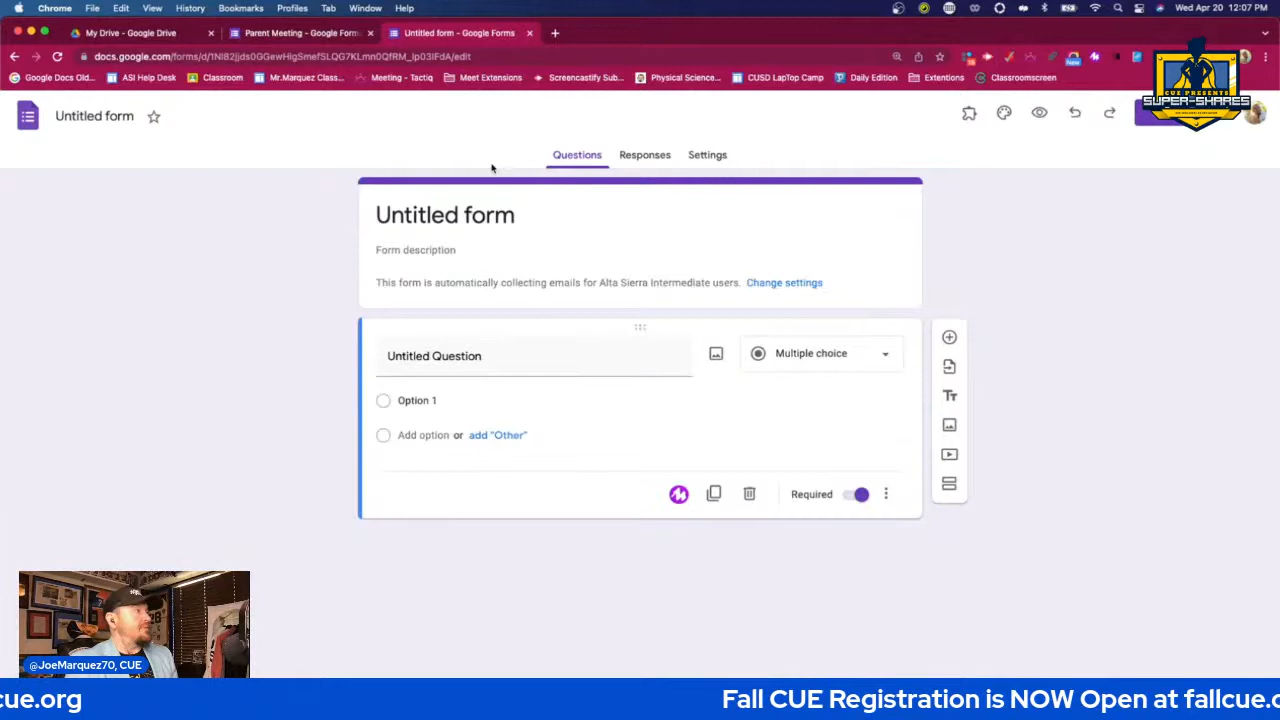 Chrome File Edit View History Bookmarks Profiles Tab Window Help Wed Apr 20 12:07 PM
My Drive - Google Drive Parent Meeting - Google Forms Untitled form - Google Forms
docs.google.com/forms/d/1NI82jjds0GGewHigSmefSLQG7KLmn0QfRM_lp03IFdA/edit
Google Docs Old... ASI Help Desk Classroom Mr.Marquez Class... Meeting - Tactiq Meet Extensions Screencastify Sub... Physical Science... CUSD LapTop Camp Daily Edition Extentions Classroomscreen
CUE PRESENTS
SUPER-SHARES
Untitled form
Questions Responses Settings
Untitled form
Form description
This form is automatically collecting emails for Alta Sierra Intermediate users. Change settings
Untitled Question Multiple choice
Option 1
Add option or add "Other"
Required
@JoeMarquez70, CUE
cue.org Fall CUE Registration is NOW Open at fallcue.o